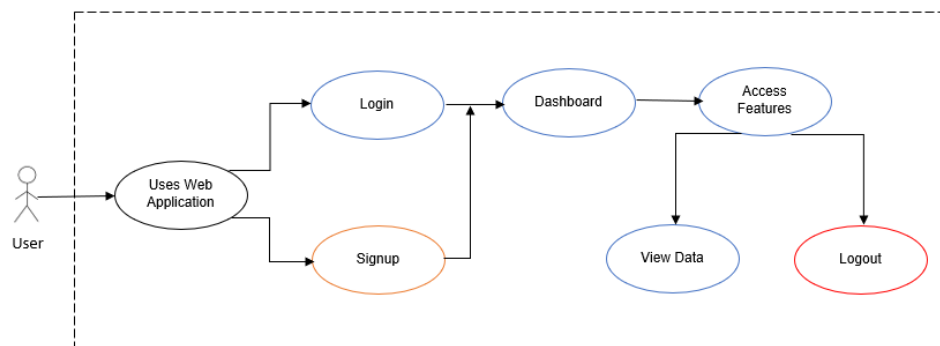 Login
Dashboard
Access
Features
Uses Web
Application
User
Signup
View Data
Logout